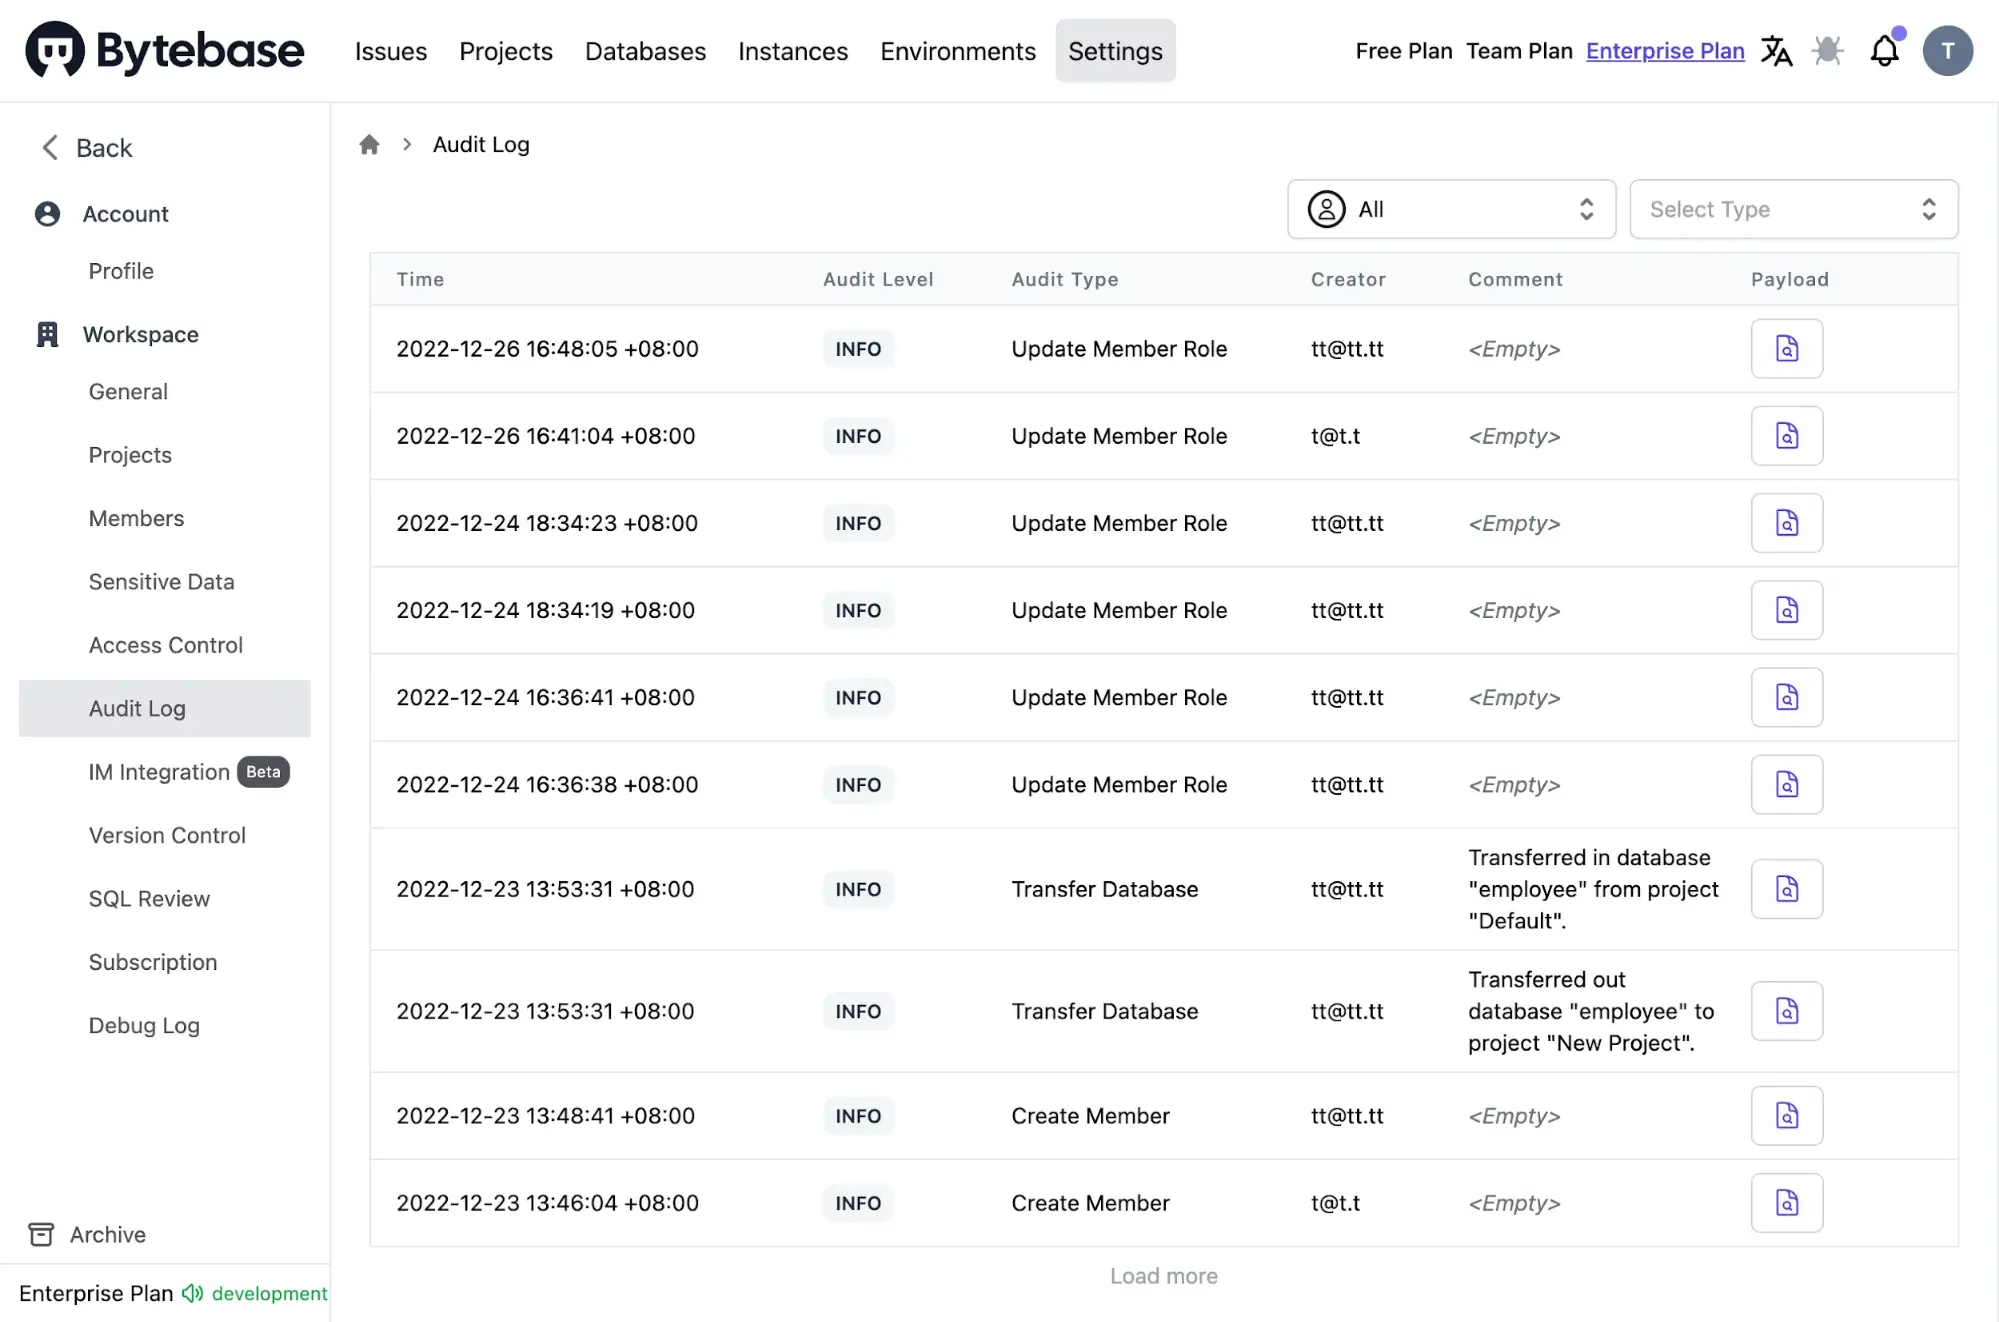 Bytebase Issues Projects Databases Instances Environments Settings Free Plan Team Plan Enterprise Plan T
Back
Account
Profile
Workspace
General
Projects
Members
Sensitive Data
Access Control
Audit Log
IM Integration Beta
Version Control
SQL Review
Subscription
Debug Log
Archive
Enterprise Plan development
Audit Log
All Select Type
Time Audit Level Audit Type Creator Comment Payload
2022-12-26 16:48:05 +08:00 INFO Update Member Role tt@tt.tt <Empty>
2022-12-26 16:41:04 +08:00 INFO Update Member Role t@t.t <Empty>
2022-12-24 18:34:23 +08:00 INFO Update Member Role tt@tt.tt <Empty>
2022-12-24 18:34:19 +08:00 INFO Update Member Role tt@tt.tt <Empty>
2022-12-24 16:36:41 +08:00 INFO Update Member Role tt@tt.tt <Empty>
2022-12-24 16:36:38 +08:00 INFO Update Member Role tt@tt.tt <Empty>
2022-12-23 13:53:31 +08:00 INFO Transfer Database tt@tt.tt Transferred in database
"employee" from project
"Default".
2022-12-23 13:53:31 +08:00 INFO Transfer Database tt@tt.tt Transferred out
database "employee" to
project "New Project".
2022-12-23 13:48:41 +08:00 INFO Create Member tt@tt.tt <Empty>
2022-12-23 13:46:04 +08:00 INFO Create Member t@t.t <Empty>
Load more